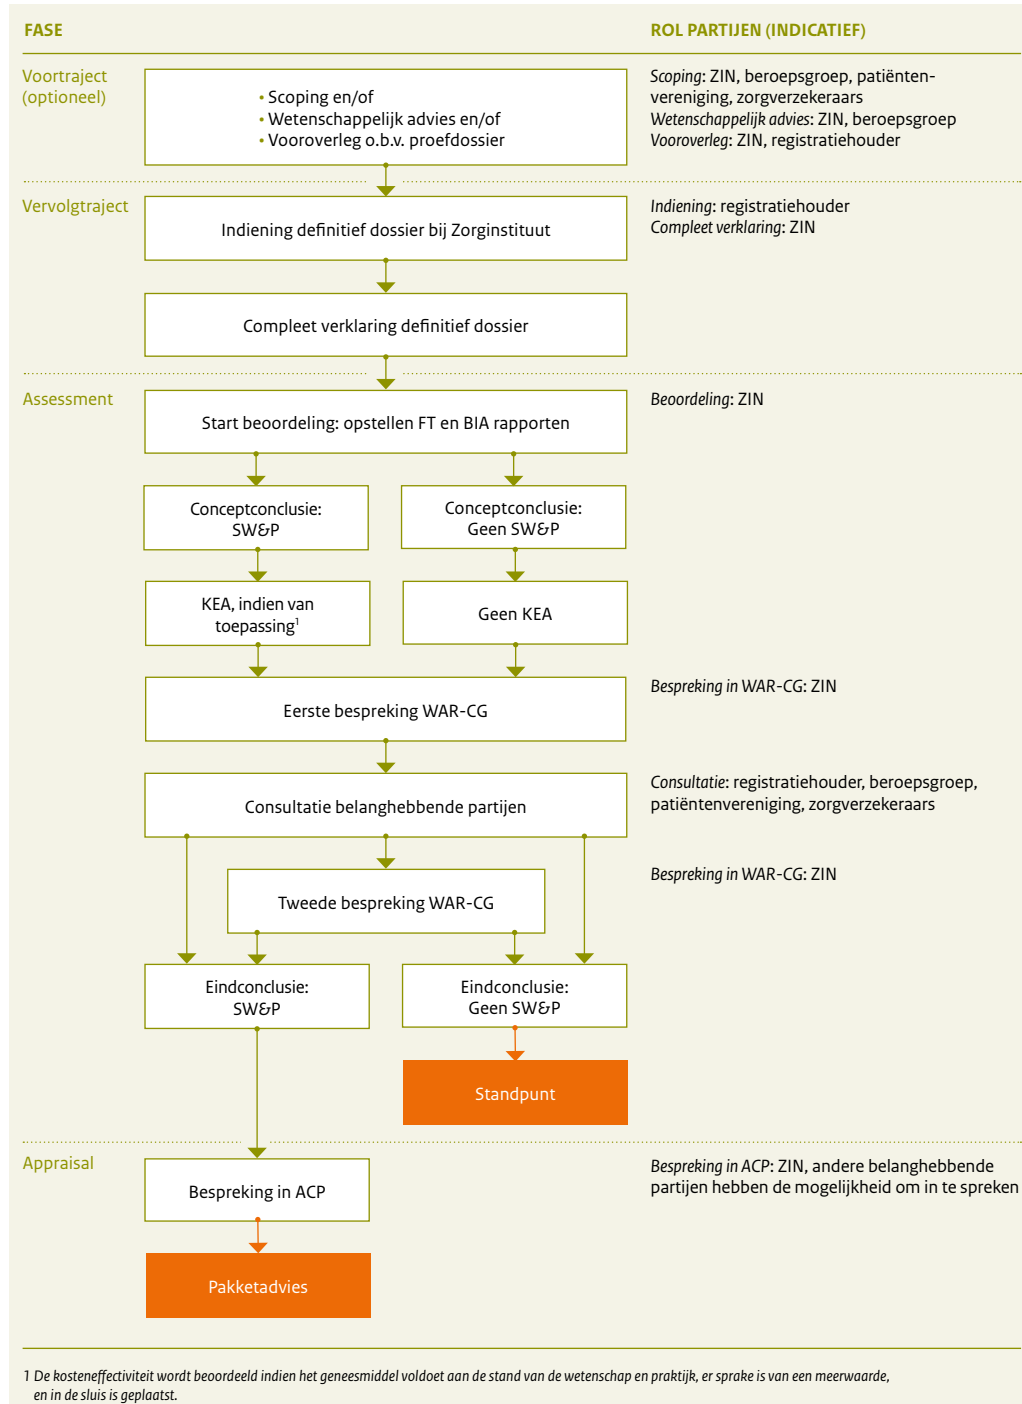 FASE
ROL PARTIJEN (INDICATIEF)
Voortraject
(optioneel)
• Scoping en/of
• Wetenschappelijk advies en/of
• Vooroverleg o.b.v. proefdossier
Scoping: ZIN, beroepsgroep, patiënten-
vereniging, zorgverzekeraars
Wetenschappelijk advies: ZIN, beroepsgroep
Vooroverleg: ZIN, registratiehouder
Vervolgtraject
Indiening definitief dossier bij Zorginstituut
Indiening: registratiehouder
Compleet verklaring: ZIN
Compleet verklaring definitief dossier
Assessment
Start beoordeling: opstellen FT en BIA rapporten
Beoordeling: ZIN
Conceptconclusie:
SW&P
Conceptconclusie:
Geen SW&P
KEA, indien van
toepassing¹
Geen KEA
Eerste bespreking WAR-CG
Bespreking in WAR-CG: ZIN
Consultatie belanghebbende partijen
Consultatie: registratiehouder, beroepsgroep,
patiëntenvereniging, zorgverzekeraars
Tweede bespreking WAR-CG
Bespreking in WAR-CG: ZIN
Eindconclusie:
SW&P
Eindconclusie:
Geen SW&P
Standpunt
Appraisal
Bespreking in ACP
Bespreking in ACP: ZIN, andere belanghebbende
partijen hebben de mogelijkheid om in te spreken
Pakketadvies
1 De kosteneffectiviteit wordt beoordeeld indien het geneesmiddel voldoet aan de stand van de wetenschap en praktijk, er sprake is van een meerwaarde,
en in de sluis is geplaatst.